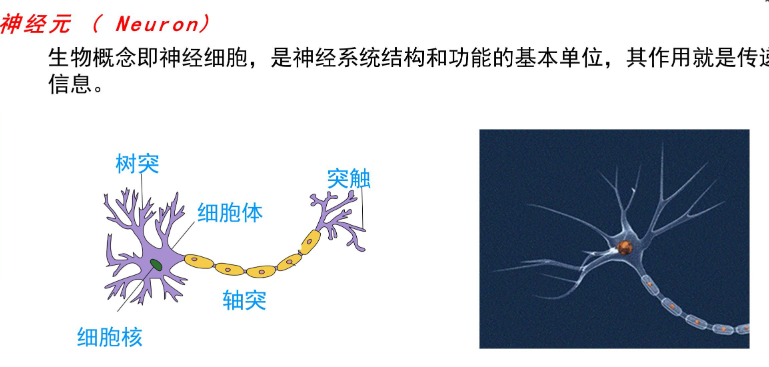 神经元 ( Neuron)
生物概念即神经细胞，是神经系统结构和功能的基本单位，其作用就是传递
信息。
树突
突触
细胞体
轴突
细胞核